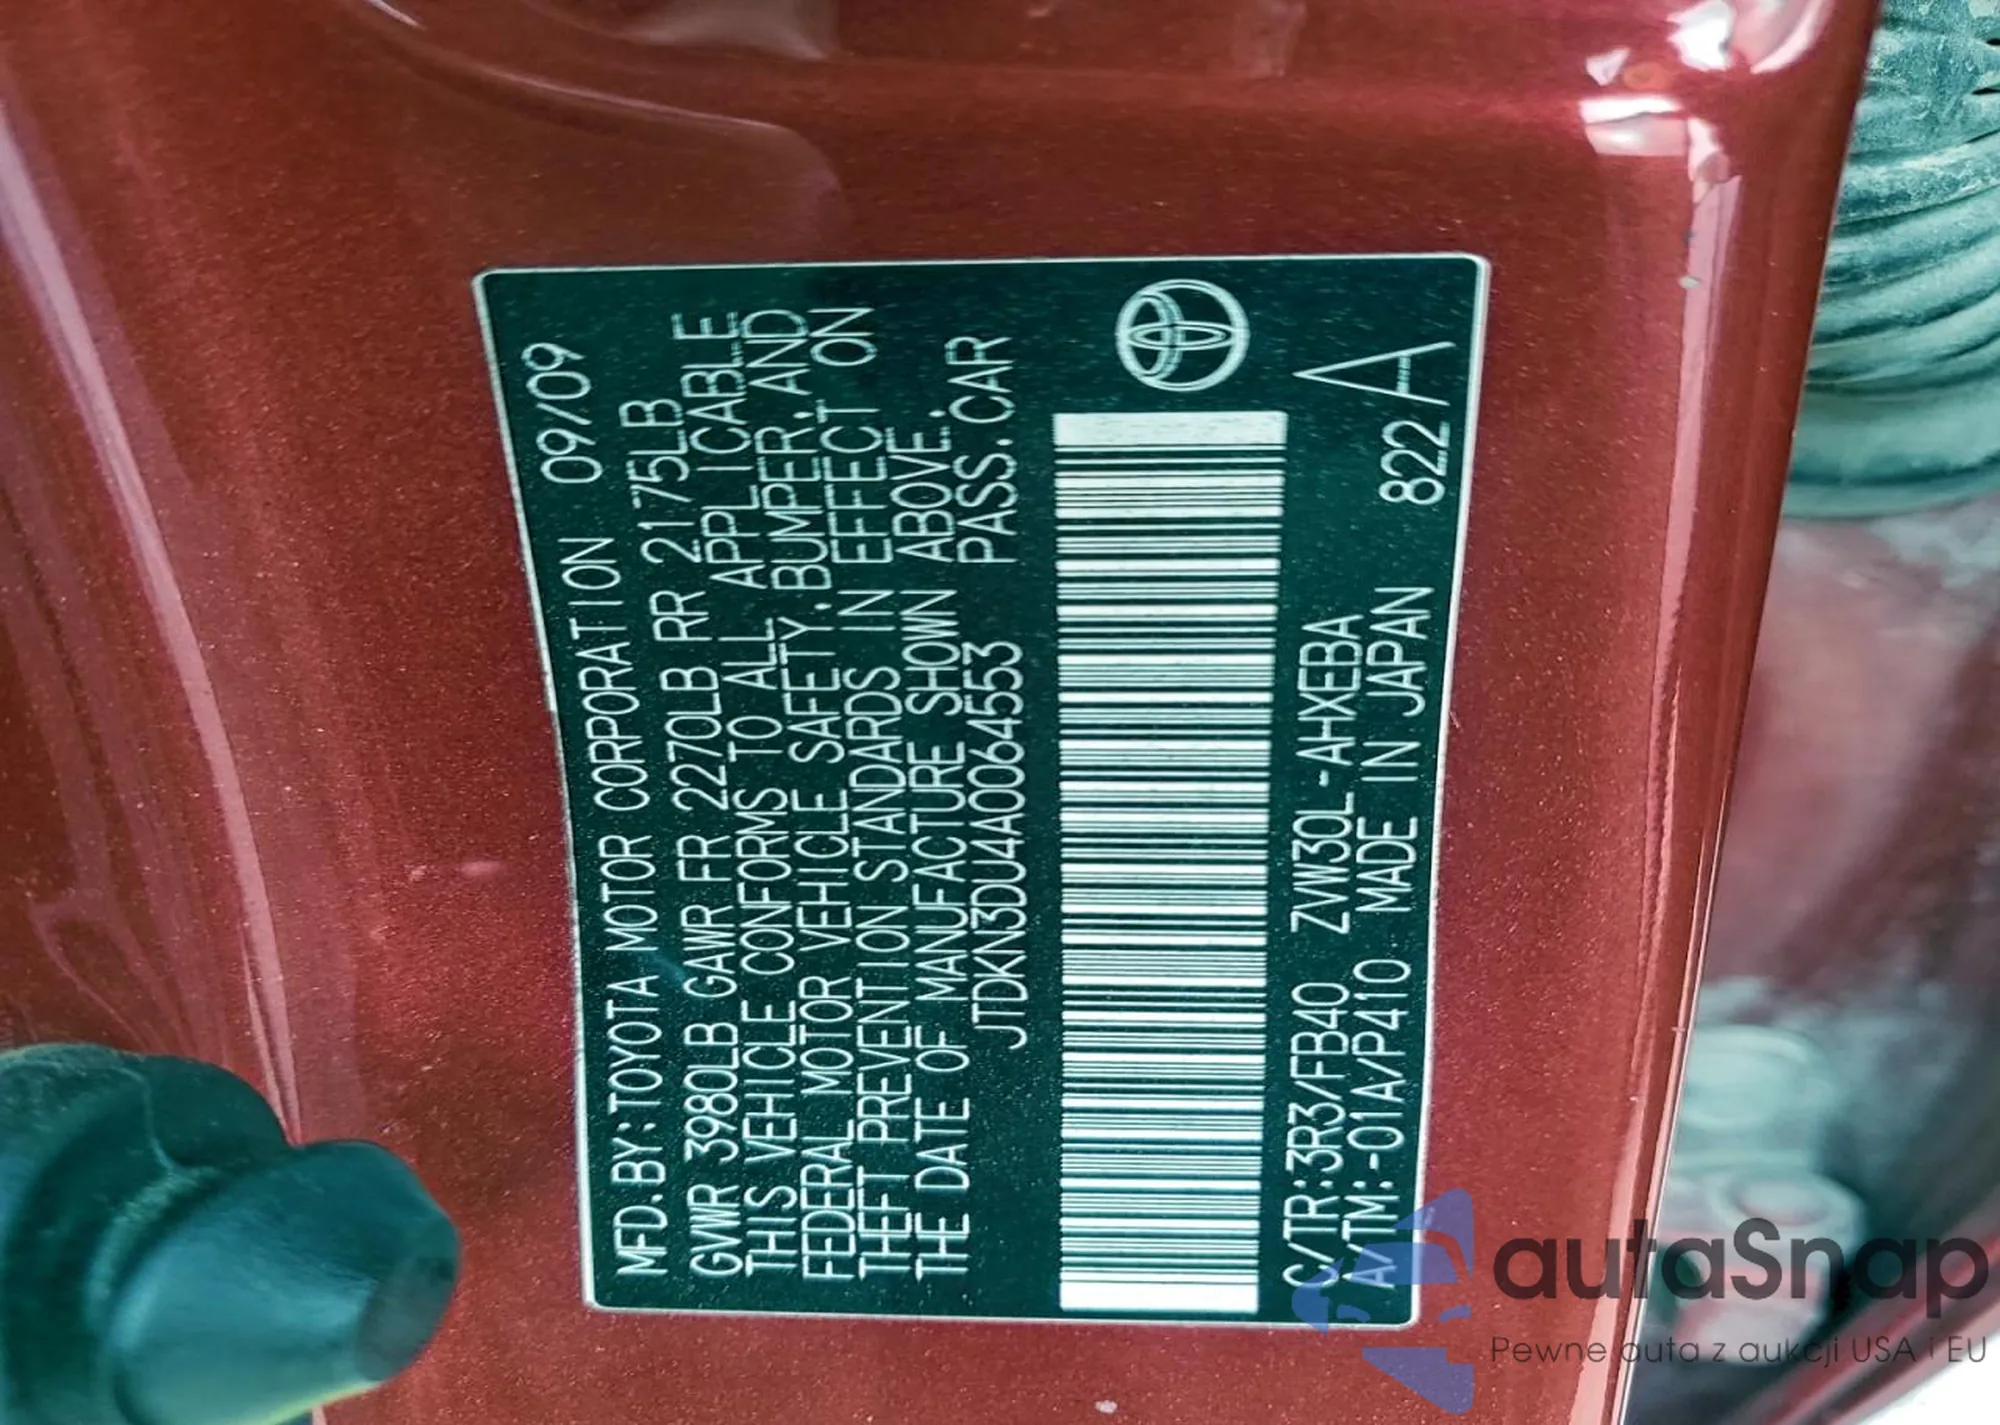 MFD.BY:TOYOTA MOTOR CORPORATION 09/09
GVWR 3980LB GAWR FR 2270LB RR 2175LB
THIS VEHICLE CONFORMS TO ALL APPLICABLE
FEDERAL MOTOR VEHICLE SAFETY,BUMPER,AND
THEFT PREVENTION STANDARDS IN EFFECT ON
THE DATE OF MANUFACTURE SHOWN ABOVE.
JTDKN3DU4A0064553 PASS.CAR
C/TR:3R3/FB40 ZVW30L-AHXEBA
A/TM:-01A/P410 MADE IN JAPAN 822A
autaSnap
Pewne auta z aukcji USA i EU